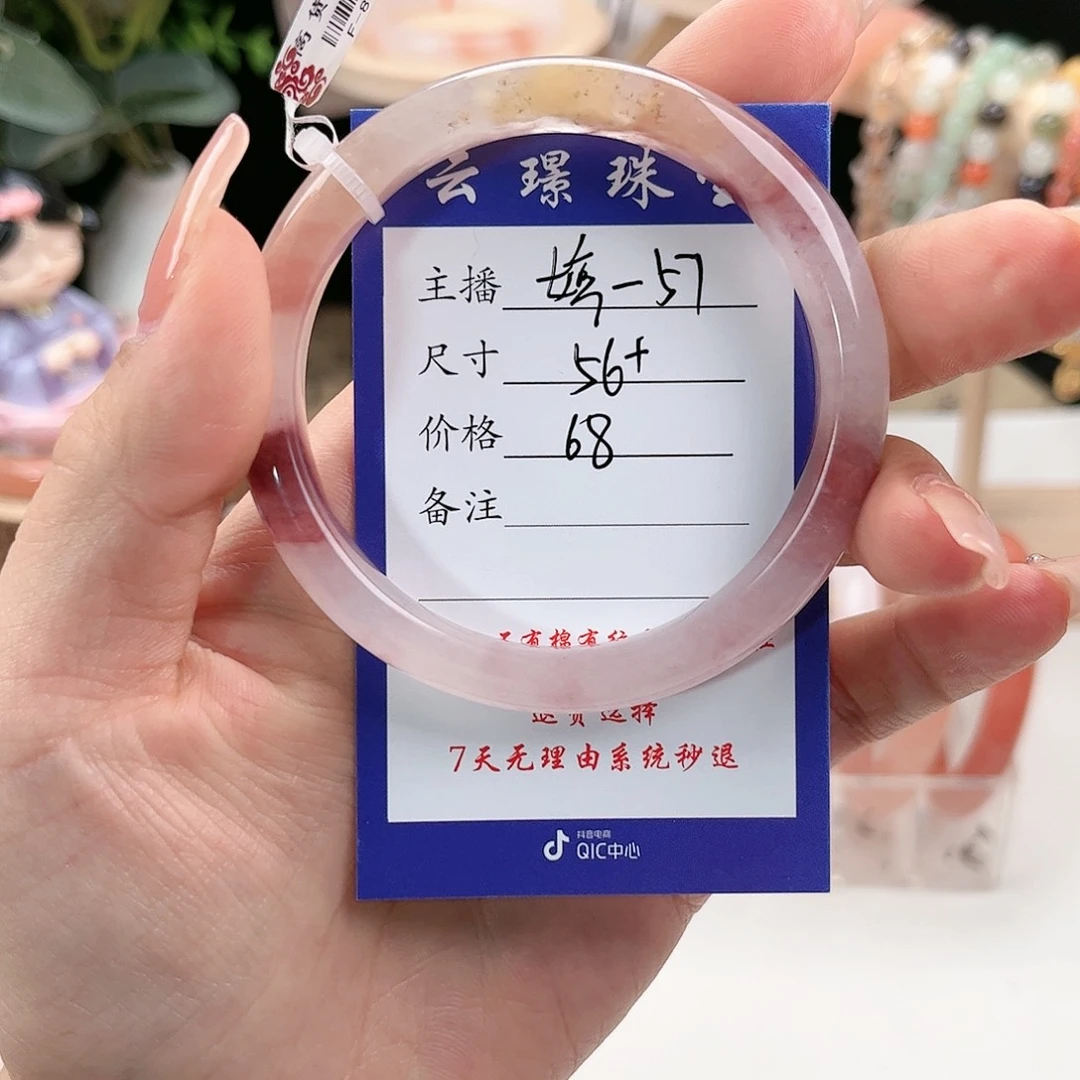 云璟珠
主播 婷-57
尺寸 56+
价格 68
备注
退货选择
7天无理由系统秒退
抖音电商
QIC中心